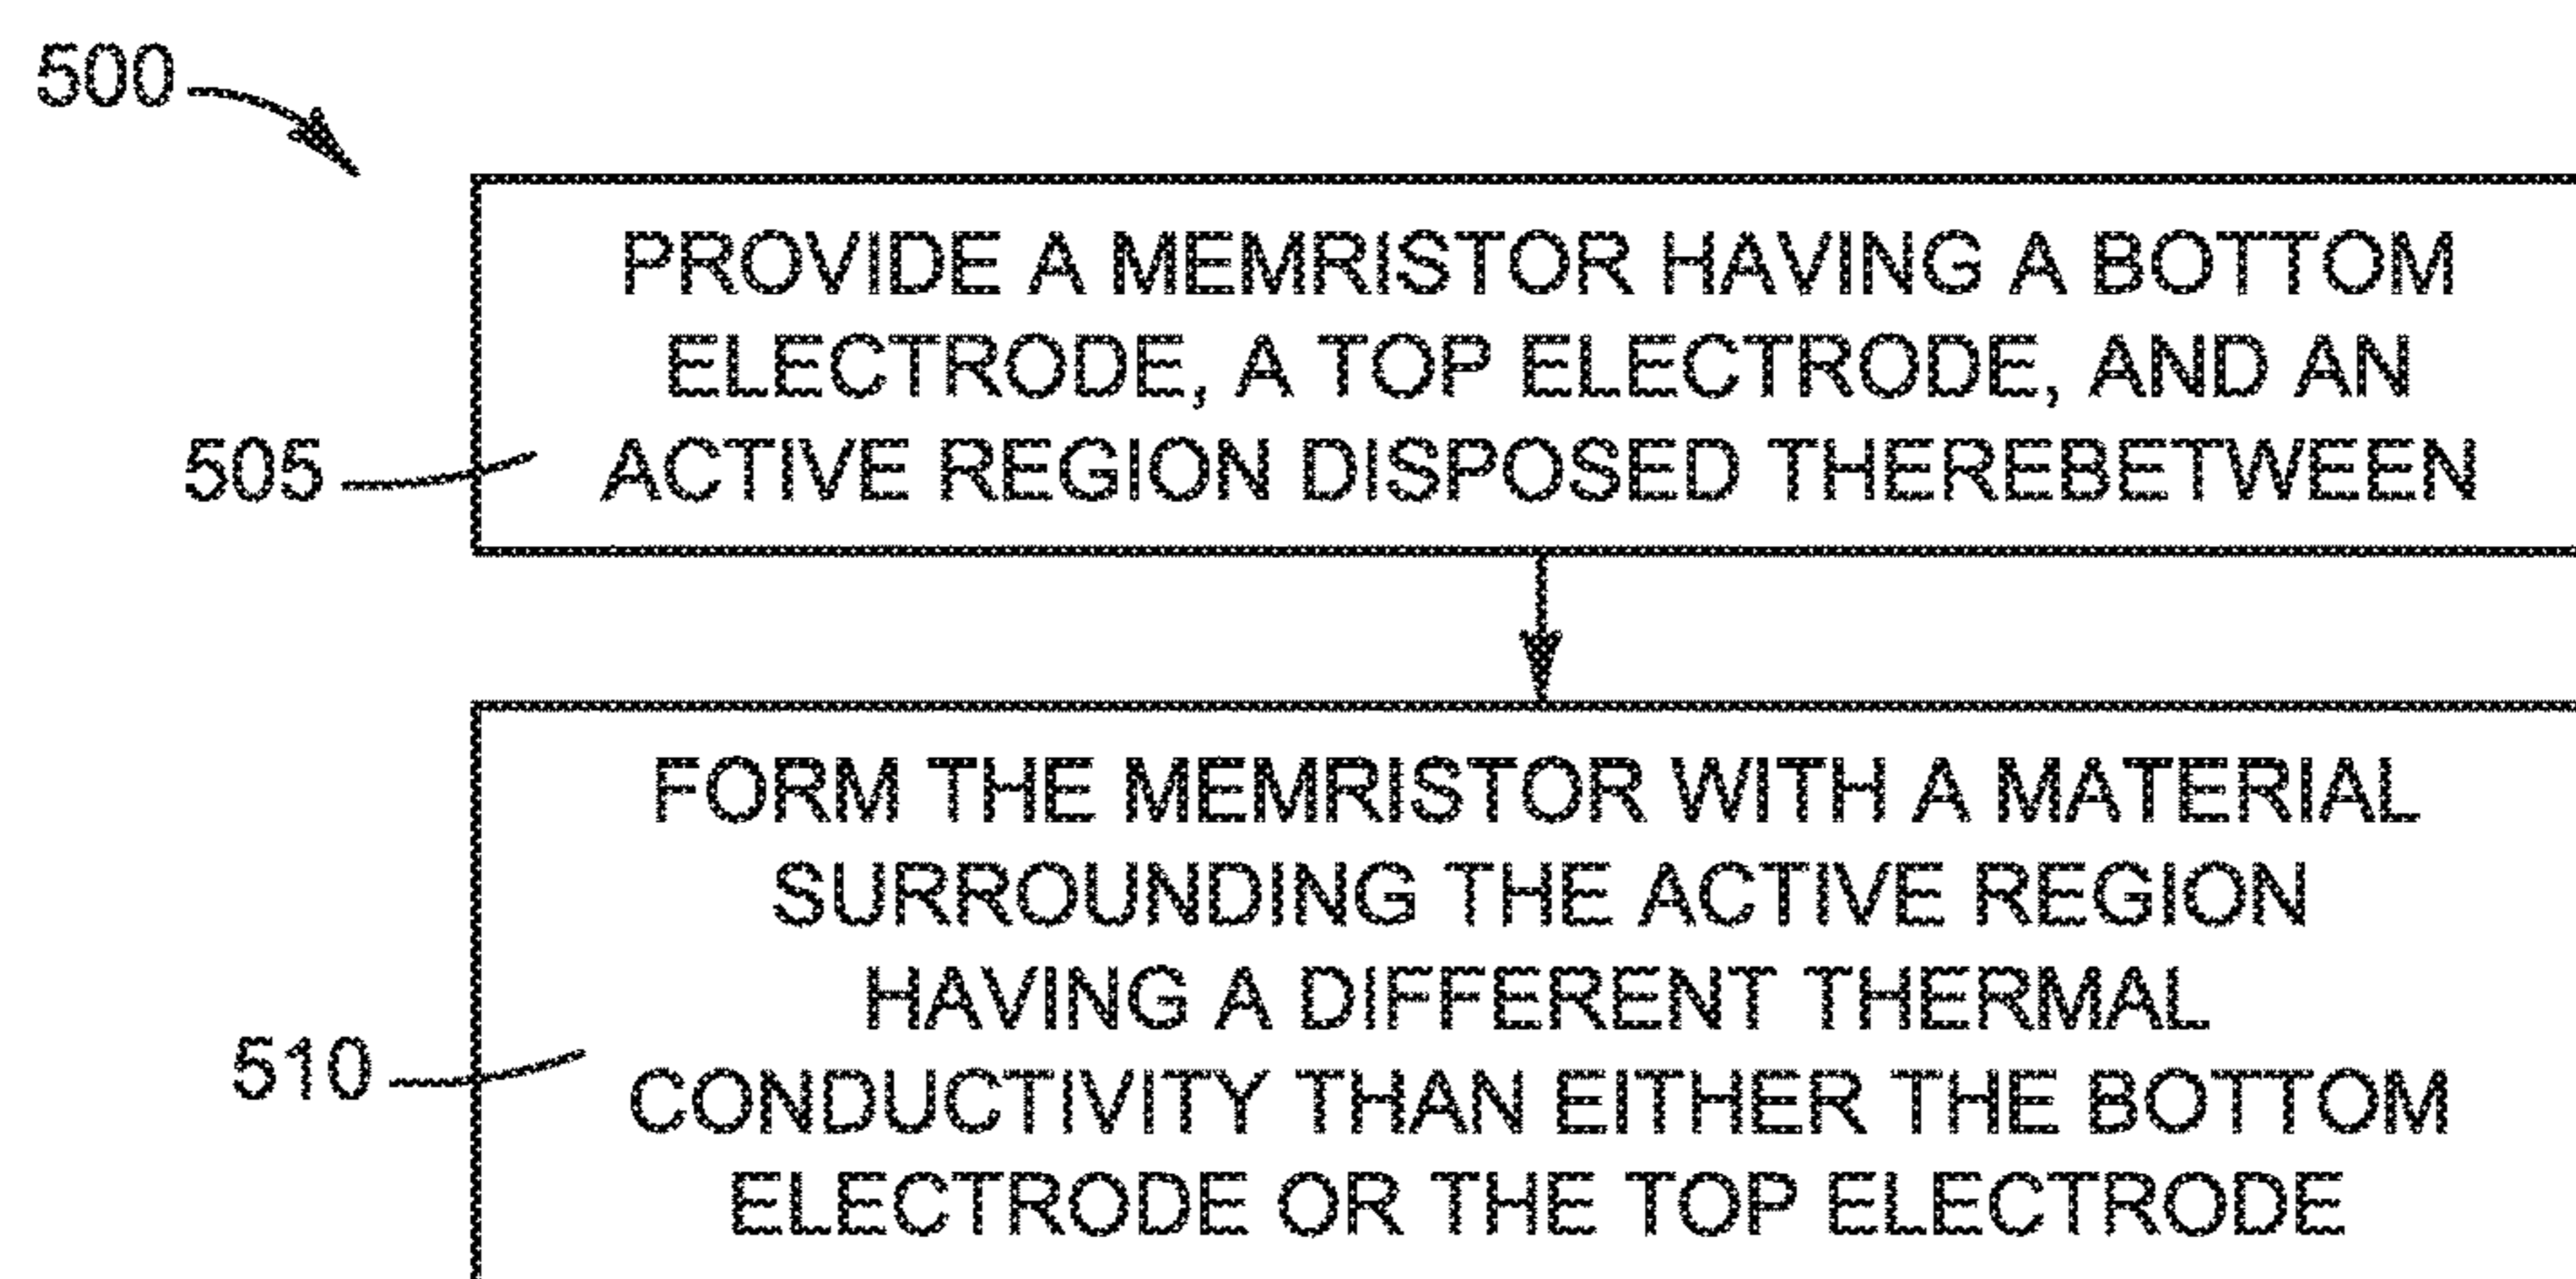 500
PROVIDE A MEMRISTOR HAVING A BOTTOM
ELECTRODE, A TOP ELECTRODE, AND AN
505 ACTIVE REGION DISPOSED THEREBETWEEN
FORM THE MEMRISTOR WITH A MATERIAL
SURROUNDING THE ACTIVE REGION
HAVING A DIFFERENT THERMAL
510
CONDUCTIVITY THAN EITHER THE BOTTOM
ELECTRODE OR THE TOP ELECTRODE